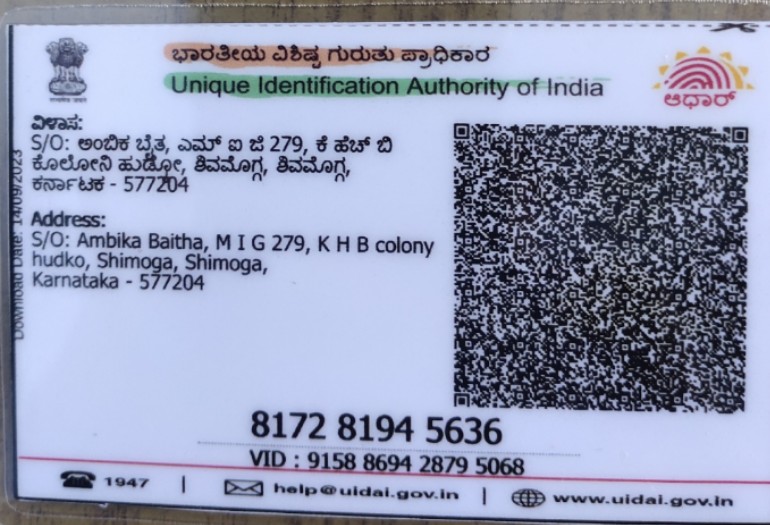 ಭಾರತೀಯ ವಿಶಿಷ್ಟ ಗುರುತು ಪ್ರಾಧಿಕಾರ
Unique Identification Authority of India
ಆಧಾರ್
ವಿಳಾಸ:
S/O: ಅಂಬಿಕ ಬೈತ, ಎಮ್ ಐ ಜಿ 279, ಕೆ ಹೆಚ್ ಬಿ
ಕೊಲೋನಿ ಹುಡ್ಕೋ, ಶಿವಮೊಗ್ಗ, ಶಿವಮೊಗ್ಗ,
ಕರ್ನಾಟಕ - 577204
Address:
S/O: Ambika Baitha, M I G 279, K H B colony
hudko, Shimoga, Shimoga,
Karnataka - 577204
Download Date: 14/09/2023
8172 8194 5636
VID : 9158 8694 2879 5068
1947 | help@uidai.gov.in | www.uidai.gov.in